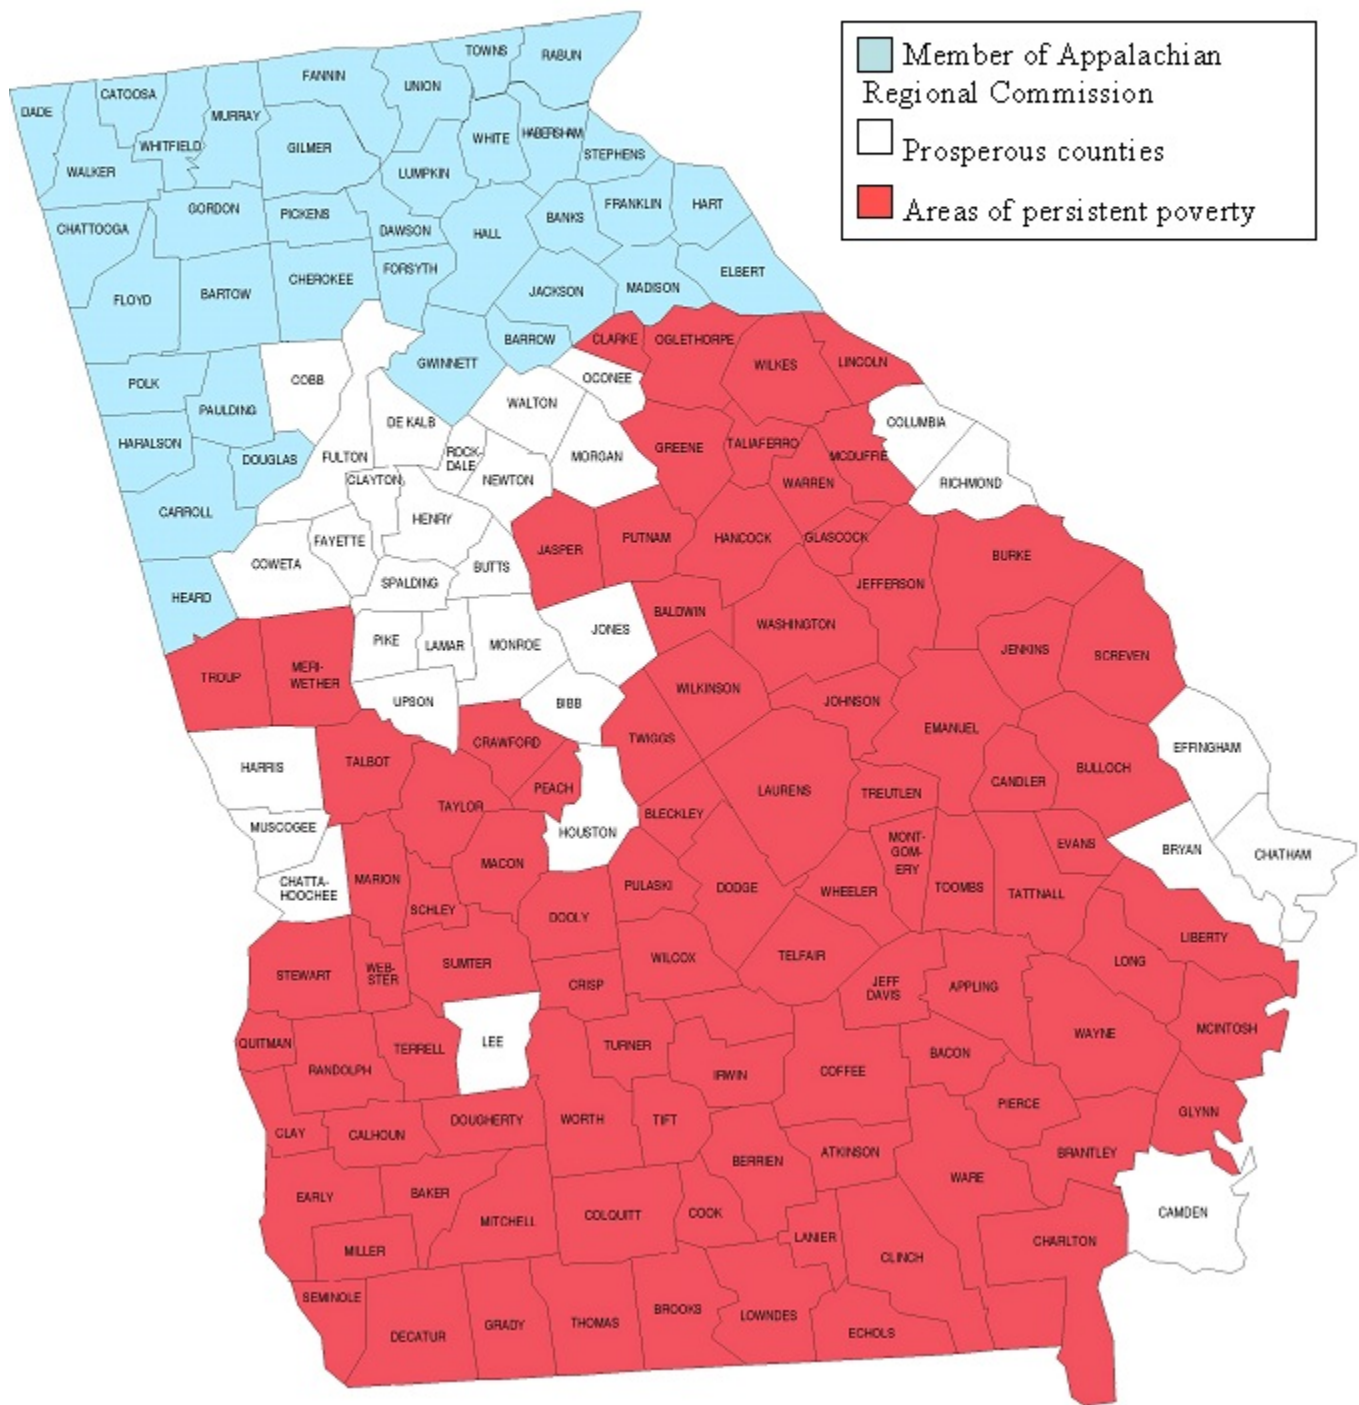 Member of Appalachian
Regional Commission
Prosperous counties
Areas of persistent poverty
TOWNS
RABUN
FANNIN
UNION
CATOOSA
DADE
MURRAY
WHITFIELD
GILMER
WHITE
HABERSHAM
STEPHENS
WALKER
LUMPKIN
GORDON
PICKENS
CHATTOOGA
DAWSON
HALL
BANKS
FRANKLIN
HART
FORSYTH
CHEROKEE
BARTOW
FLOYD
JACKSON
MADISON
ELBERT
GWINNETT
BARROW
CLARKE
OGLETHORPE
WILKES
LINCOLN
POLK
COBB
OCONEE
PAULDING
WALTON
HARALSON
DE KALB
COLUMBIA
DOUGLAS
FULTON
ROCK-
DALE
MORGAN
GREENE
TALIAFERRO
MCDUFFIE
CLAYTON
NEWTON
WARREN
RICHMOND
CARROLL
HENRY
FAYETTE
COWETA
SPALDING
BUTTS
JASPER
PUTNAM
HANCOCK
GLASCOCK
BURKE
JEFFERSON
HEARD
PIKE
LAMAR
MONROE
JONES
BALDWIN
WASHINGTON
JENKINS
SCREVEN
TROUP
MERI-
WETHER
UPSON
BIBB
WILKINSON
JOHNSON
EMANUEL
CRAWFORD
TWIGGS
EFFINGHAM
HARRIS
TALBOT
PEACH
LAURENS
TREUTLEN
CANDLER
BULLOCH
TAYLOR
BLECKLEY
MUSCOGEE
HOUSTON
MONT-
GOM-
ERY
EVANS
BRYAN
CHATHAM
CHATTA-
HOOCHEE
MARION
MACON
PULASKI
DODGE
WHEELER
TOOMBS
TATTNALL
SCHLEY
DOOLY
LIBERTY
STEWART
WEB-
STER
SUMTER
CRISP
WILCOX
TELFAIR
JEFF
DAVIS
APPLING
LONG
QUITMAN
RANDOLPH
TERRELL
LEE
TURNER
IRWIN
COFFEE
BACON
WAYNE
MCINTOSH
CLAY
CALHOUN
DOUGHERTY
WORTH
TIFT
PIERCE
GLYNN
BERRIEN
ATKINSON
WARE
BRANTLEY
EARLY
BAKER
MITCHELL
COLQUITT
COOK
CAMDEN
MILLER
LANIER
CLINCH
CHARLTON
SEMINOLE
DECATUR
GRADY
THOMAS
BROOKS
LOWNDES
ECHOLS